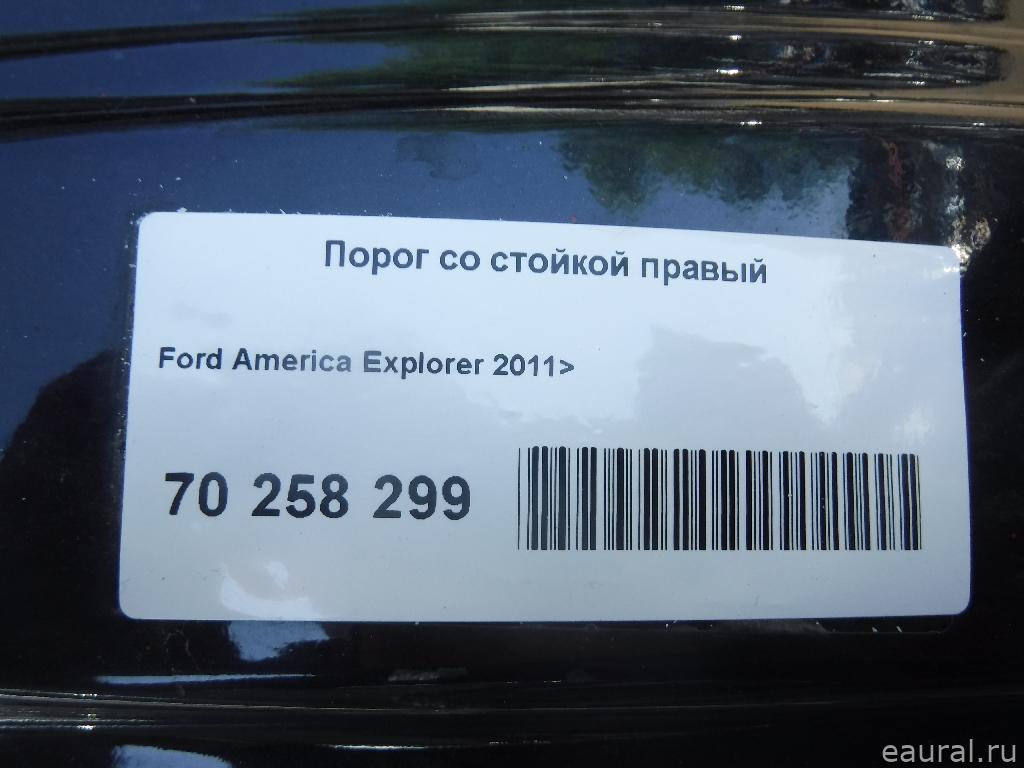 Порог со стойкой правый
Ford America Explorer 2011>
70 258 299
eaural.ru